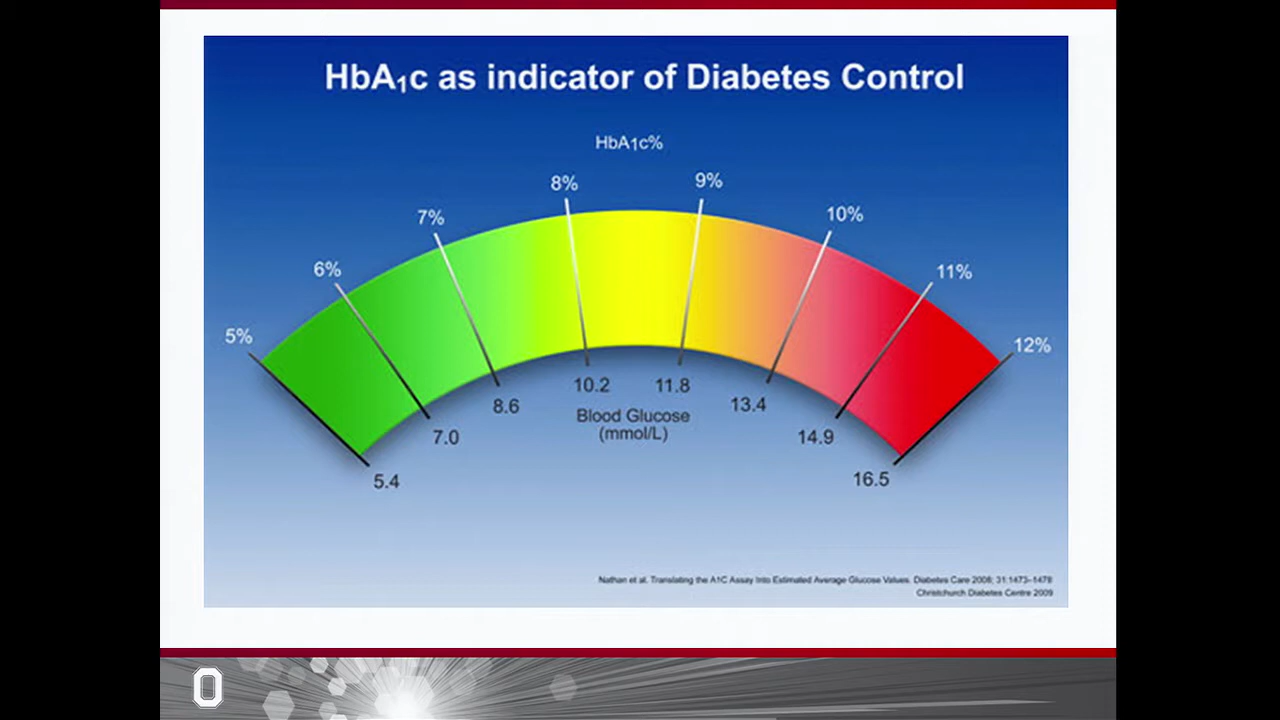 HbA1c as indicator of Diabetes Control
HbA1c%
5%
6%
7%
8%
9%
10%
11%
12%
5.4
7.0
8.6
10.2
11.8
13.4
14.9
16.5
Blood Glucose
(mmol/L)
Nathan et al. Translating the A1C Assay Into Estimated Average Glucose Values. Diabetes Care 2008; 31:1473–1478
Christchurch Diabetes Centre 2009
O